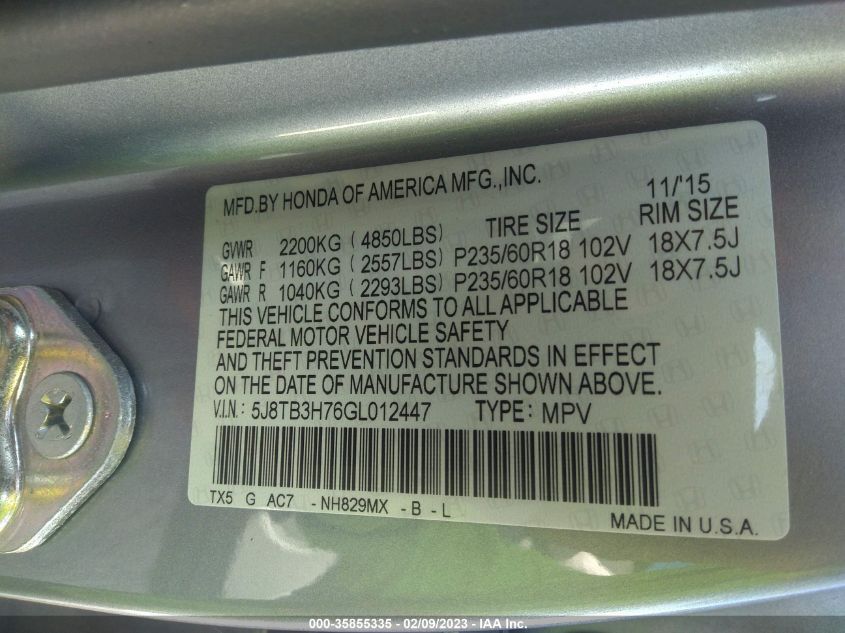 MFD.BY HONDA OF AMERICA MFG.,INC. 11/'15
TIRE SIZE RIM SIZE
GVWR 2200KG ( 4850LBS )
GAWR F 1160KG ( 2557LBS ) P235/60R18 102V 18X7.5J
GAWR R 1040KG ( 2293LBS ) P235/60R18 102V 18X7.5J
THIS VEHICLE CONFORMS TO ALL APPLICABLE
FEDERAL MOTOR VEHICLE SAFETY
AND THEFT PREVENTION STANDARDS IN EFFECT
ON THE DATE OF MANUFACTURE SHOWN ABOVE.
V.I.N: 5J8TB3H76GL012447 TYPE: MPV
TX5 G AC7 -NH829MX -B -L
MADE IN U.S.A.
000-35855335 - 02/09/2023 - IAA Inc.